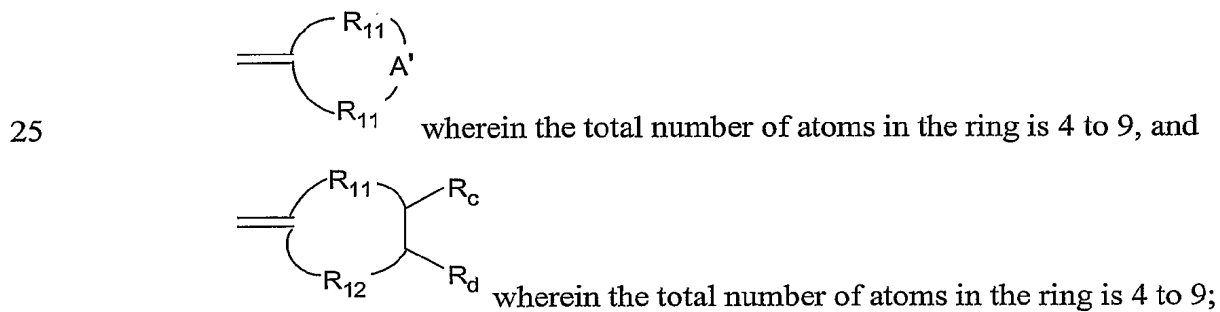 R11
A'
R11
25 wherein the total number of atoms in the ring is 4 to 9, and
R11 Rc
R12 Rd
wherein the total number of atoms in the ring is 4 to 9;